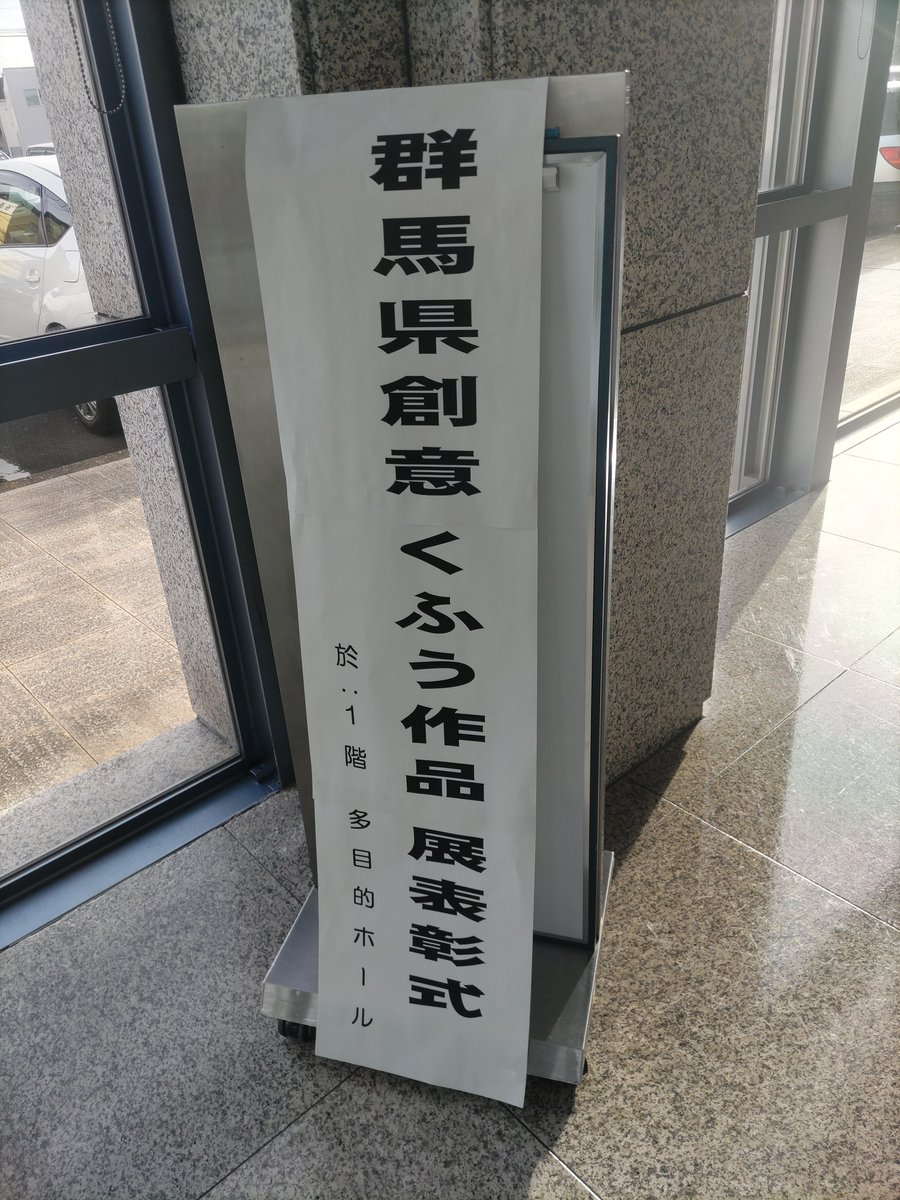 群馬県創意くふう作品展表彰式
於：1階 多目的ホール